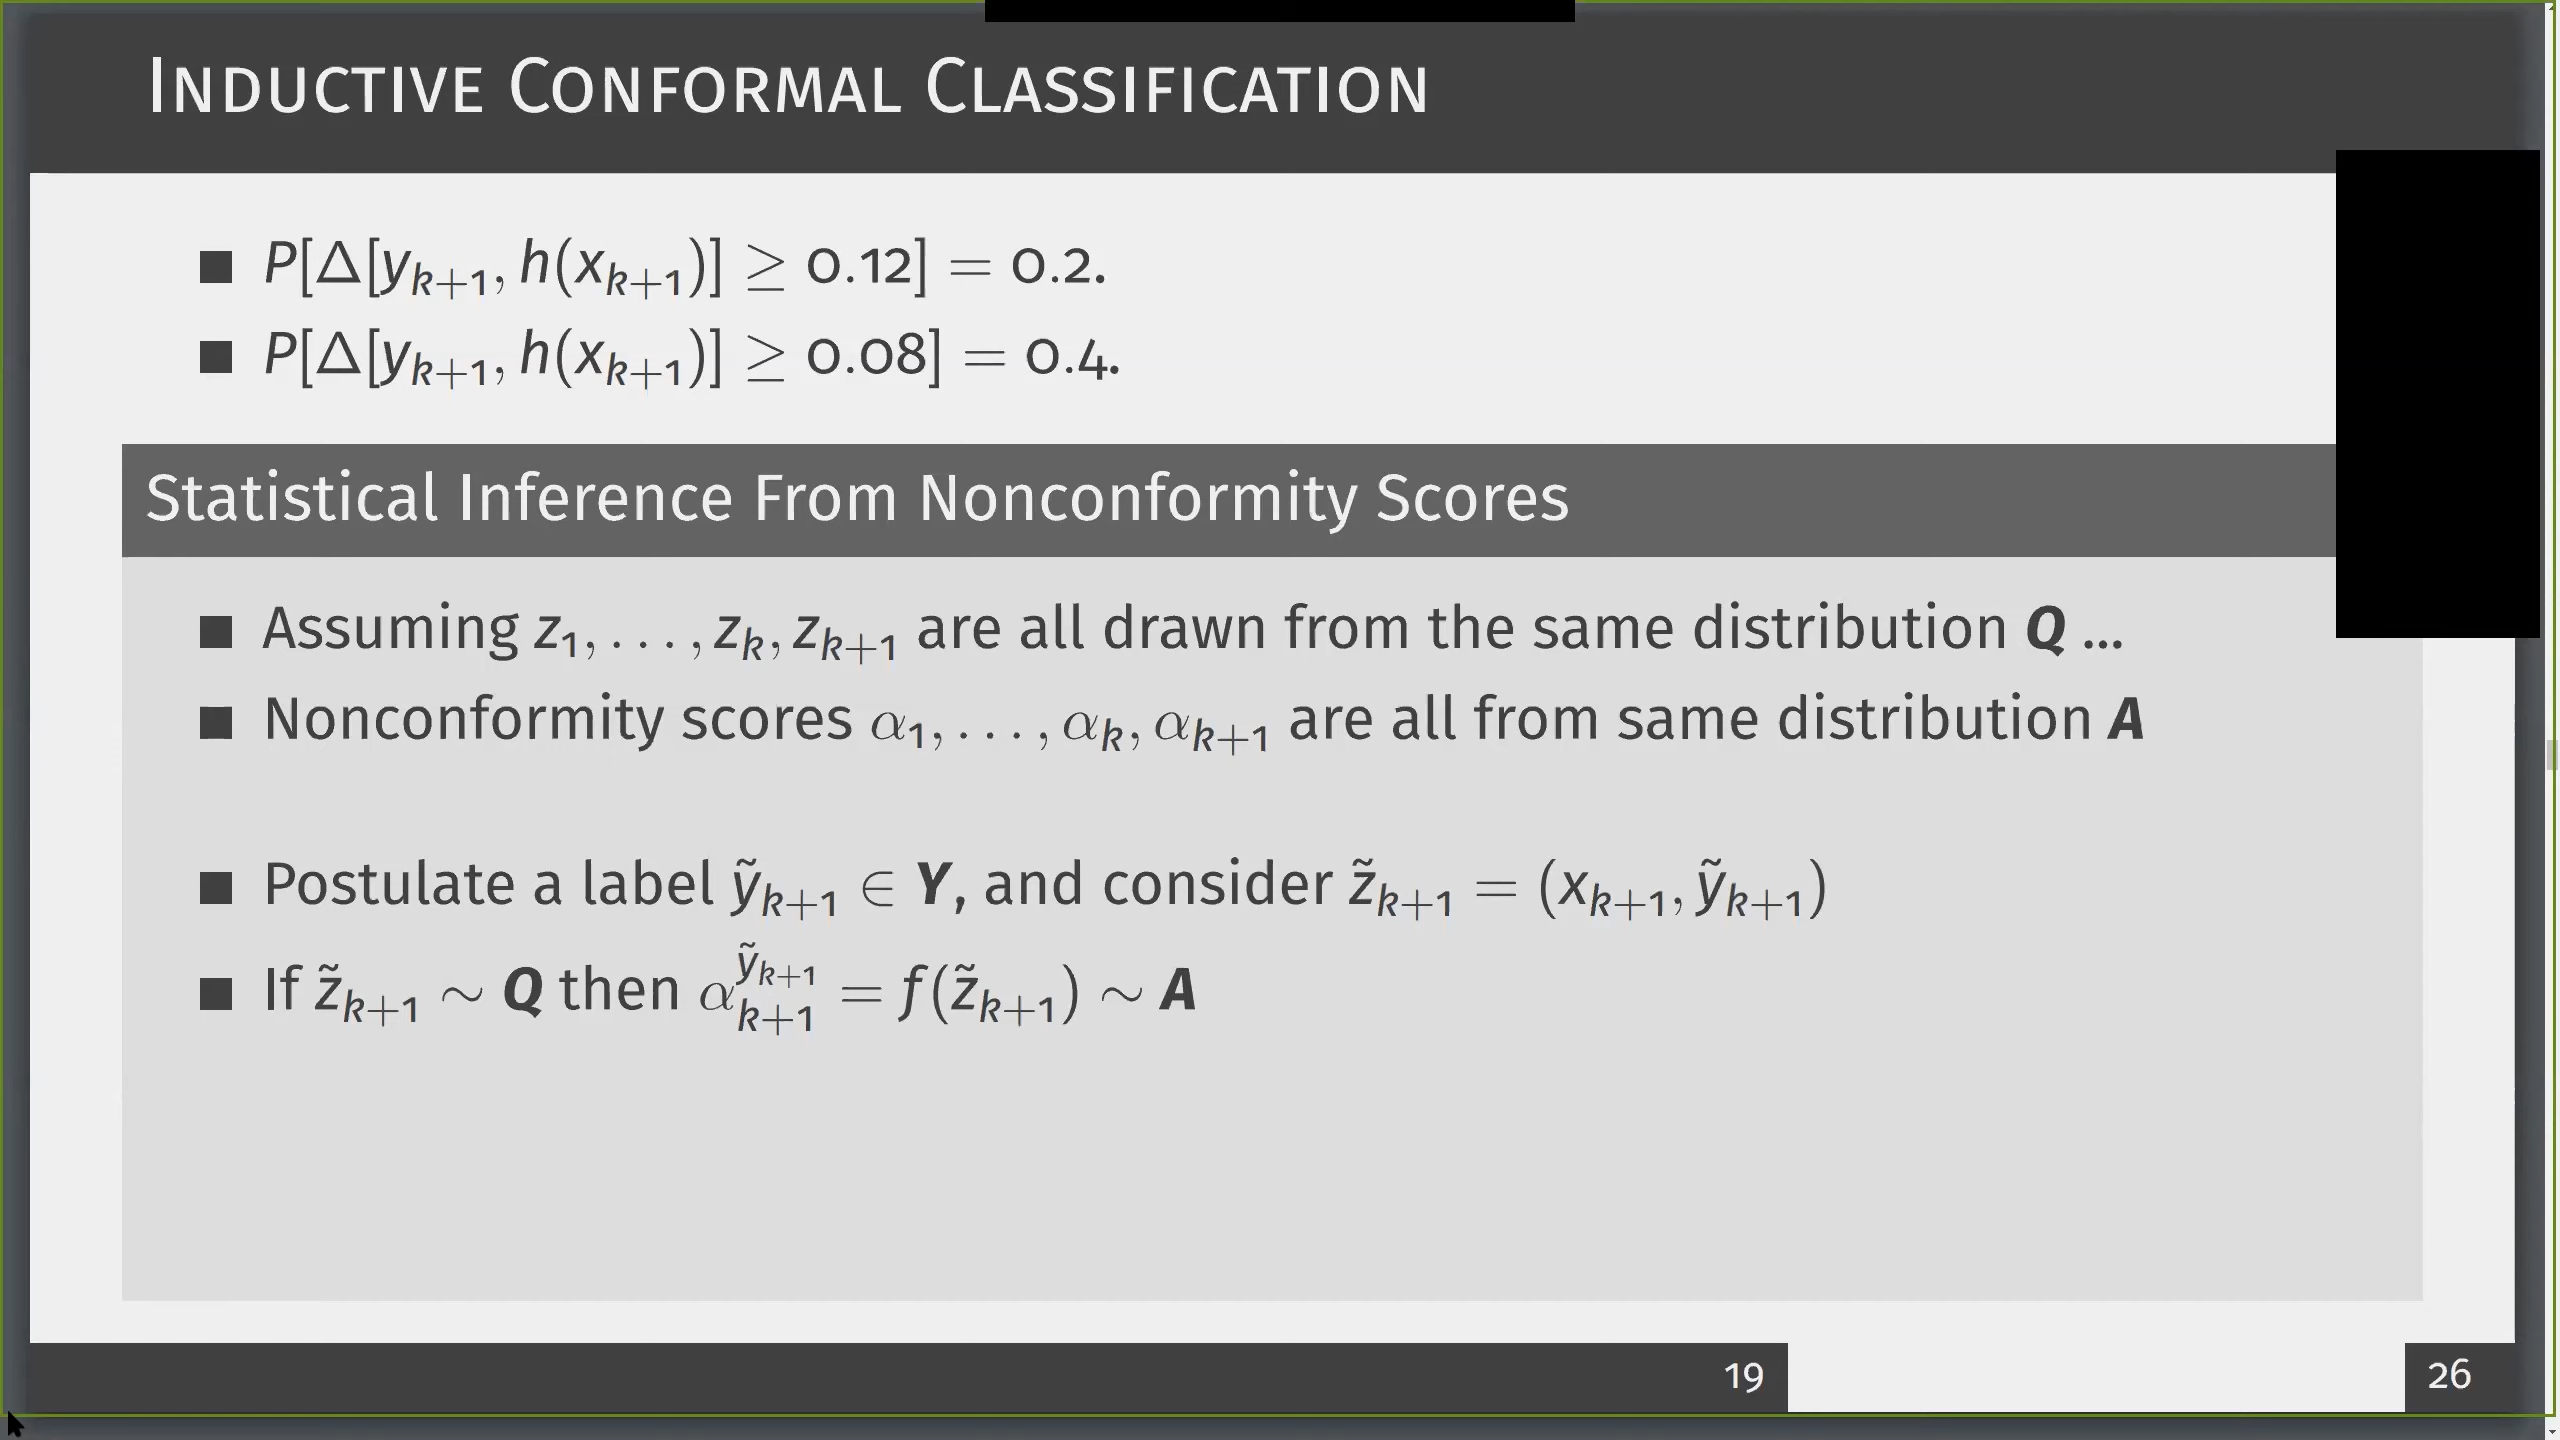 INDUCTIVE CONFORMAL CLASSIFICATION
P[Δ[y_{k+1}, h(x_{k+1})] ≥ 0.12] = 0.2.
P[Δ[y_{k+1}, h(x_{k+1})] ≥ 0.08] = 0.4.
Statistical Inference From Nonconformity Scores
Assuming z_1, . . . , z_k, z_{k+1} are all drawn from the same distribution Q ...
Nonconformity scores α_1, . . . , α_k, α_{k+1} are all from same distribution A
Postulate a label ỹ_{k+1} ∈ Y, and consider z̃_{k+1} = (x_{k+1}, ỹ_{k+1})
If z̃_{k+1} ∼ Q then α_{k+1}^{ỹ_{k+1}} = f(z̃_{k+1}) ∼ A
19
26